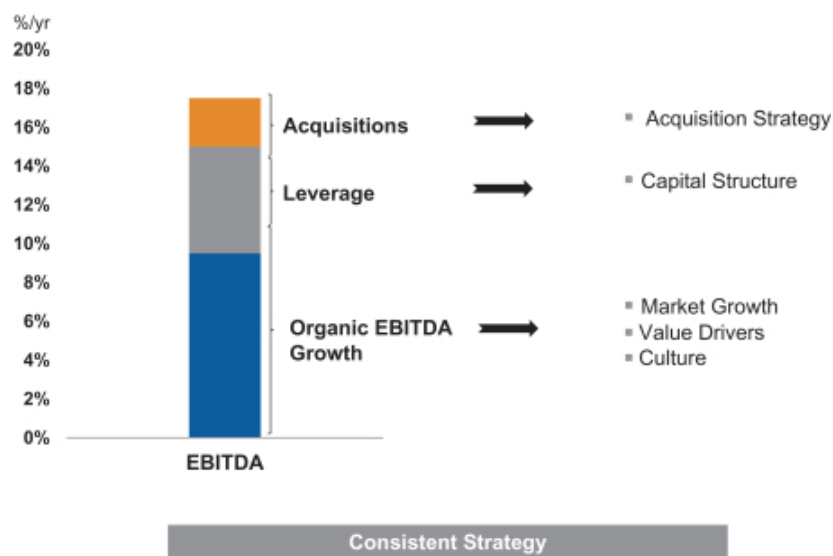 %/yr
20%
18%
16%
14%
12%
10%
8%
6%
4%
2%
0%
EBITDA
Acquisitions
Leverage
Organic EBITDA
Growth
▪ Acquisition Strategy
▪ Capital Structure
▪ Market Growth
▪ Value Drivers
▪ Culture
Consistent Strategy